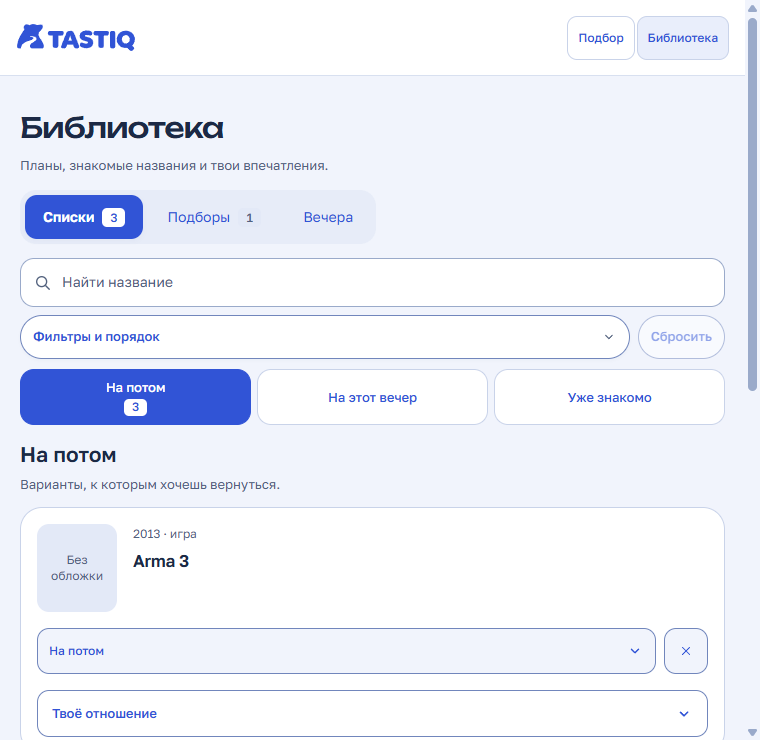 TASTIQ
Подбор
Библиотека
Библиотека
Планы, знакомые названия и твои впечатления.
Списки 3
Подборы 1
Вечера
Найти название
Фильтры и порядок
Сбросить
На потом
3
На этот вечер
Уже знакомо
На потом
Варианты, к которым хочешь вернуться.
Без
обложки
2013 · игра
Arma 3
На потом
Твоё отношение